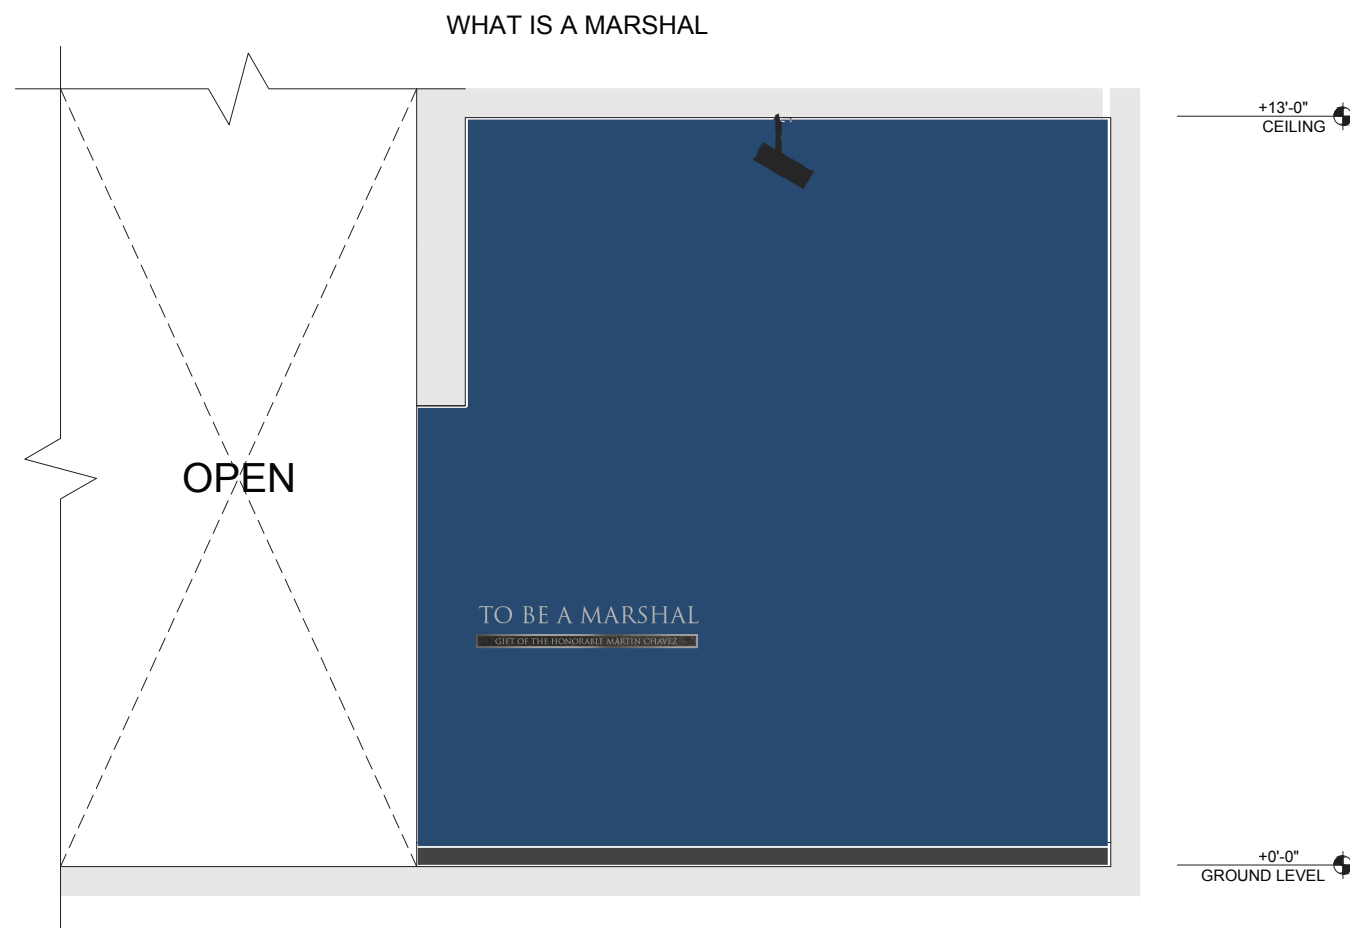 WHAT IS A MARSHAL
+13'-0"
CEILING
OPEN
TO BE A MARSHAL
GIFT OF THE HONORABLE MARTIN CHAVEZ
+0'-0"
GROUND LEVEL